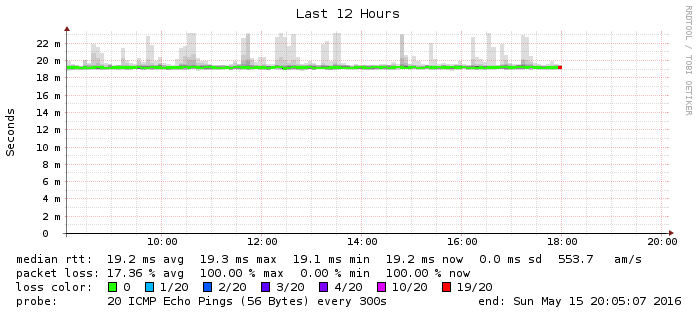 Last 12 Hours
RRDTOOL / TOBI OETIKER
Seconds
22 m
20 m
18 m
16 m
14 m
12 m
10 m
8 m
6 m
4 m
2 m
0
10:00 12:00 14:00 16:00 18:00 20:00
median rtt: 19.2 ms avg 19.3 ms max 19.1 ms min 19.2 ms now 0.0 ms sd 553.7 am/s
packet loss: 17.36 % avg 100.00 % max 0.00 % min 100.00 % now
loss color: 0 1/20 2/20 3/20 4/20 10/20 19/20
probe: 20 ICMP Echo Pings (56 Bytes) every 300s end: Sun May 15 20:05:07 2016